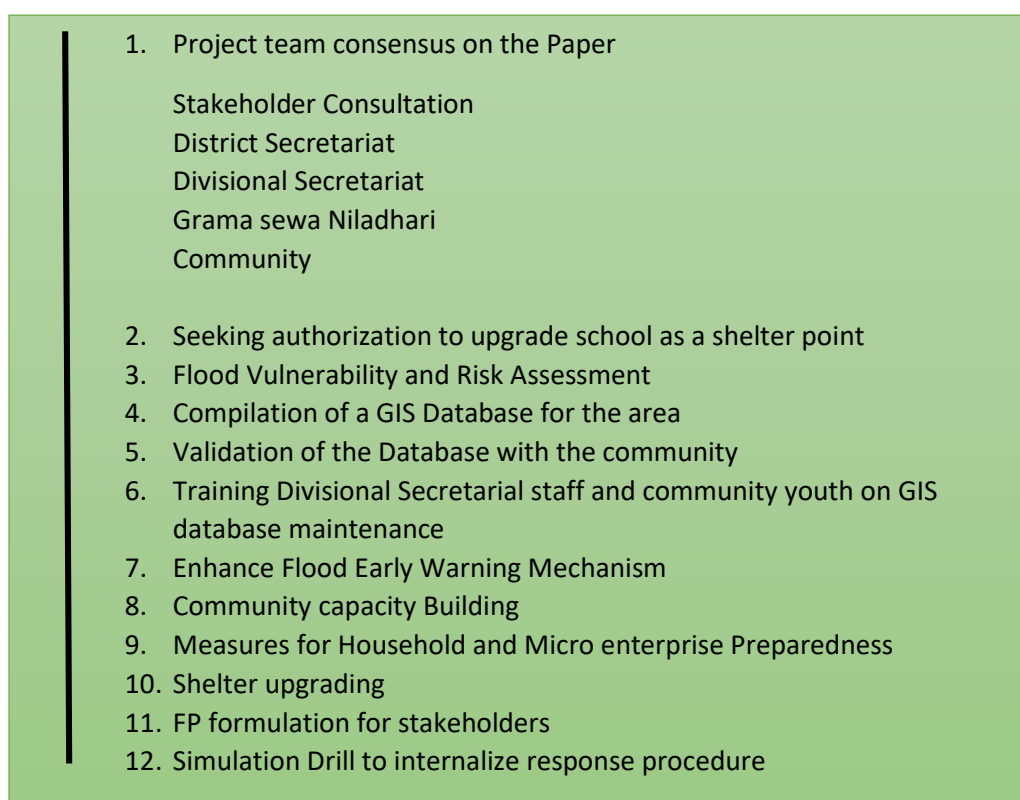 1. Project team consensus on the Paper
Stakeholder Consultation
District Secretariat
Divisional Secretariat
Grama sewa Niladhari
Community
2. Seeking authorization to upgrade school as a shelter point
3. Flood Vulnerability and Risk Assessment
4. Compilation of a GIS Database for the area
5. Validation of the Database with the community
6. Training Divisional Secretarial staff and community youth on GIS
database maintenance
7. Enhance Flood Early Warning Mechanism
8. Community capacity Building
9. Measures for Household and Micro enterprise Preparedness
10. Shelter upgrading
11. FP formulation for stakeholders
12. Simulation Drill to internalize response procedure